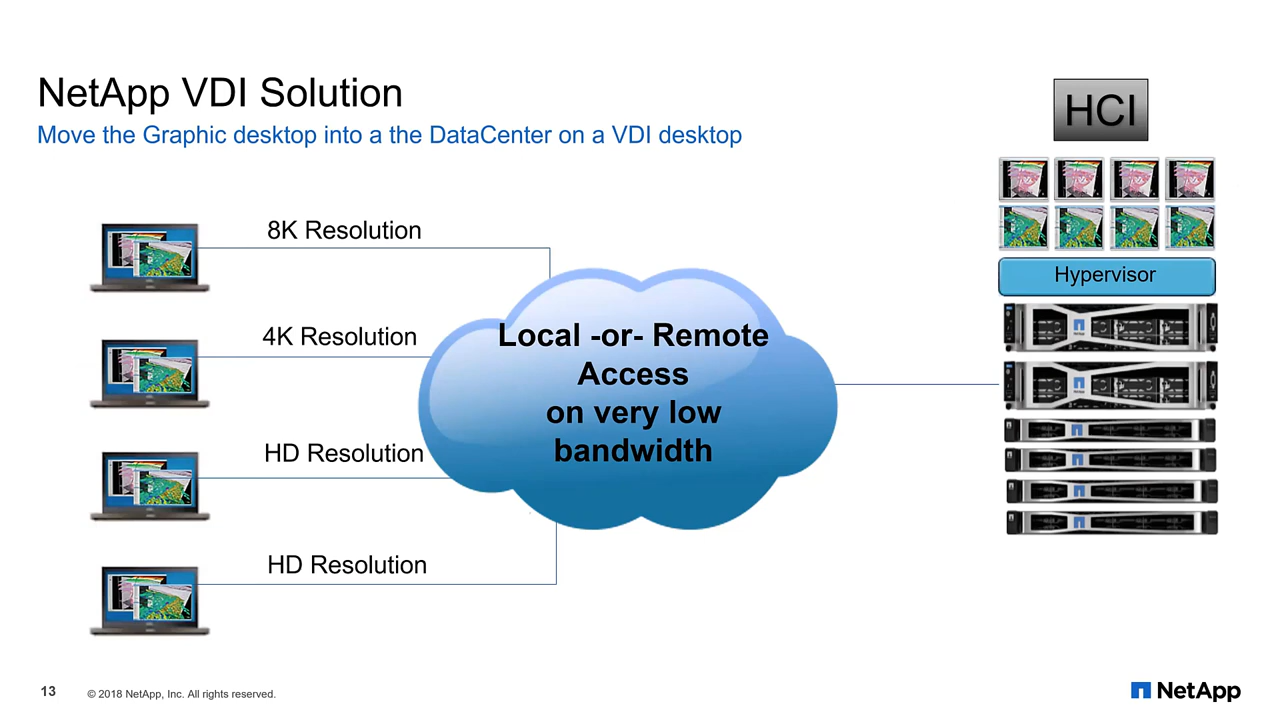 NetApp VDI Solution
Move the Graphic desktop into a the DataCenter on a VDI desktop
HCI
8K Resolution
4K Resolution
HD Resolution
HD Resolution
Local -or- Remote
Access
on very low
bandwidth
Hypervisor
13
© 2018 NetApp, Inc. All rights reserved.
NetApp